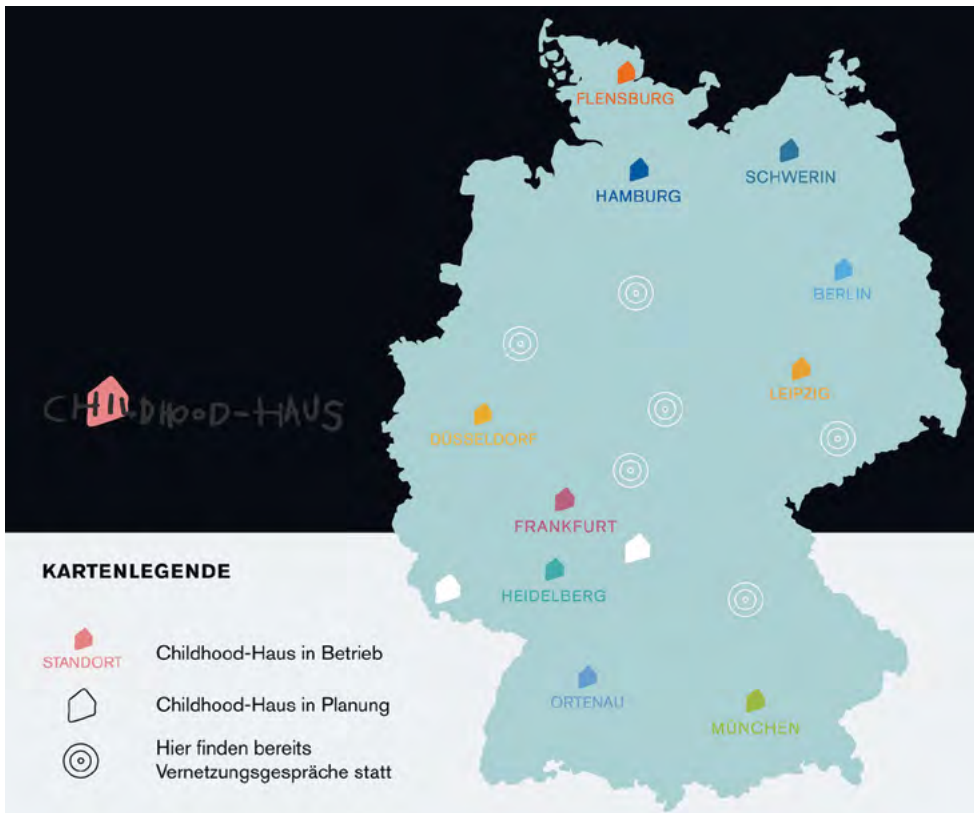 FLENSBURG
SCHWERIN
HAMBURG
BERLIN
LEIPZIG
CHILDHOOD-HAUS
DÜSSELDORF
FRANKFURT
HEIDELBERG
ORTENAU
MÜNCHEN
KARTENLEGENDE
STANDORT
Childhood-Haus in Betrieb
Childhood-Haus in Planung
Hier finden bereits
Vernetzungsgespräche statt